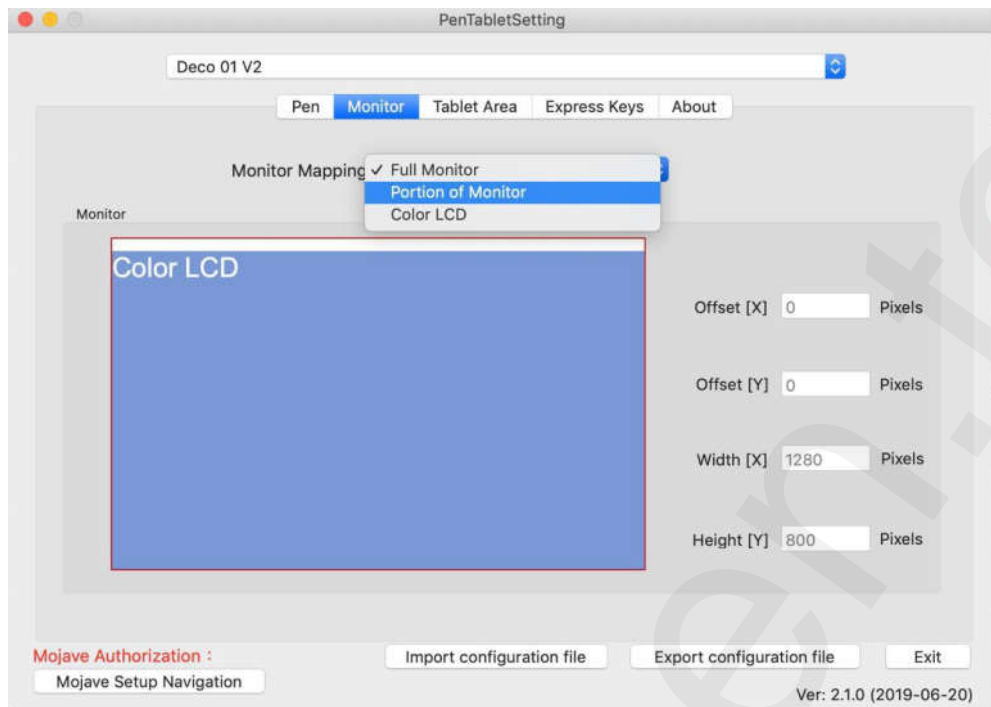 PenTabletSetting
Deco 01 V2
Pen Monitor Tablet Area Express Keys About
Monitor Mapping ✓ Full Monitor
Portion of Monitor
Color LCD
Monitor
Color LCD
Offset [X] 0 Pixels
Offset [Y] 0 Pixels
Width [X] 1280 Pixels
Height [Y] 800 Pixels
Mojave Authorization :
Import configuration file Export configuration file Exit
Mojave Setup Navigation
Ver: 2.1.0 (2019-06-20)